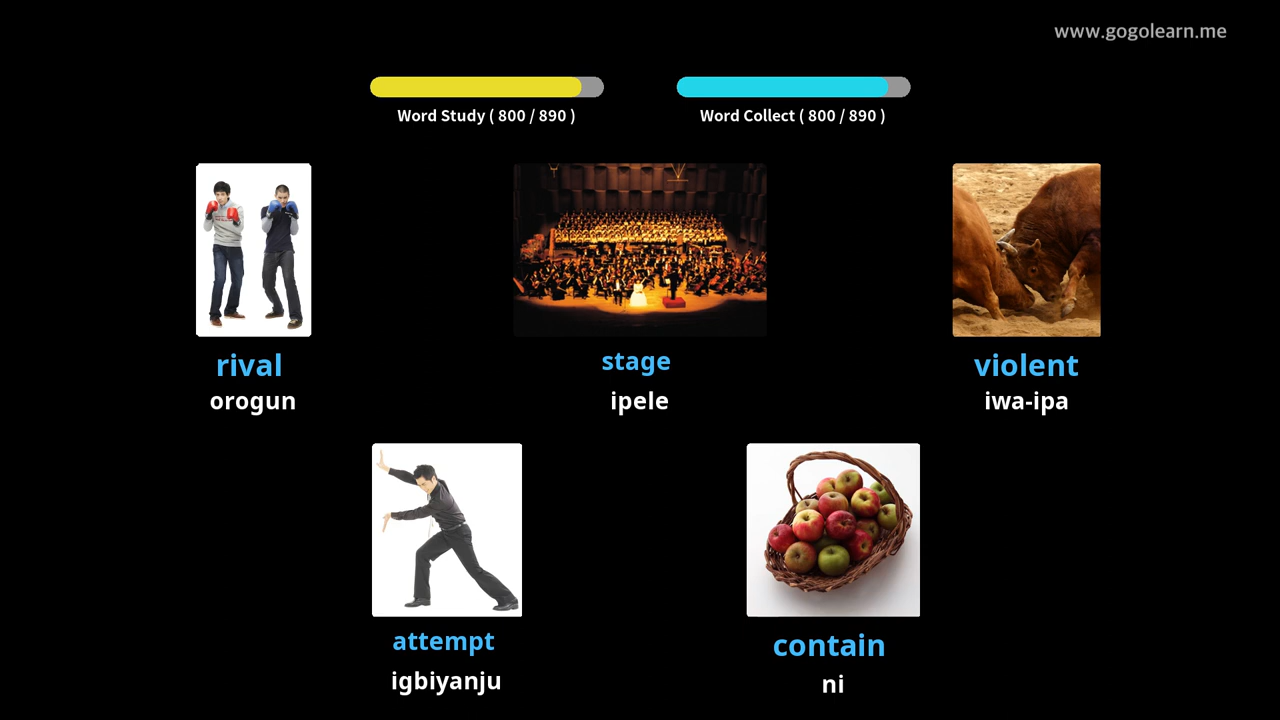 www.gogolearn.me
Word Study ( 800 / 890 )
Word Collect ( 800 / 890 )
rival
orogun
stage
ipele
violent
iwa-ipa
attempt
igbiyanju
contain
ni